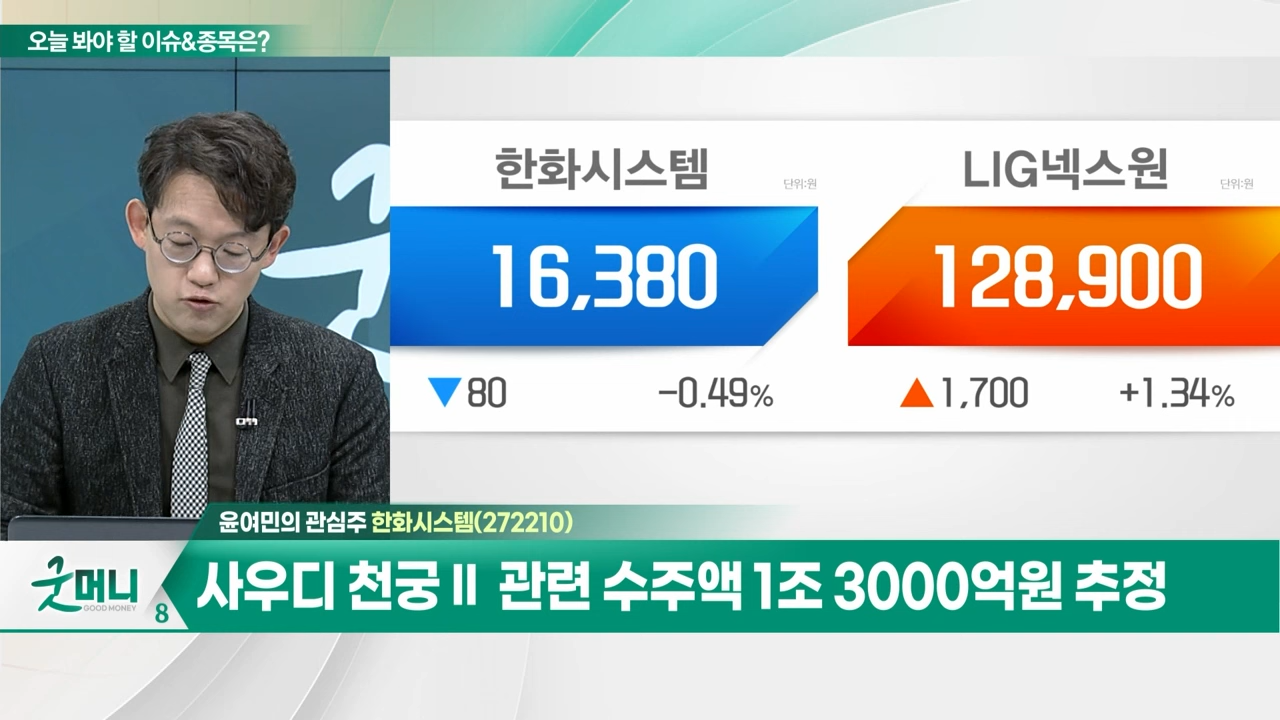 오늘 봐야 할 이슈&종목은?
한화시스템
단위:원
16,380
▼80 -0.49%
LIG넥스원
단위:원
128,900
▲1,700 +1.34%
윤여민의 관심주 한화시스템(272210)
굿머니
GOOD MONEY
8
사우디 천궁Ⅱ 관련 수주액 1조 3000억원 추정